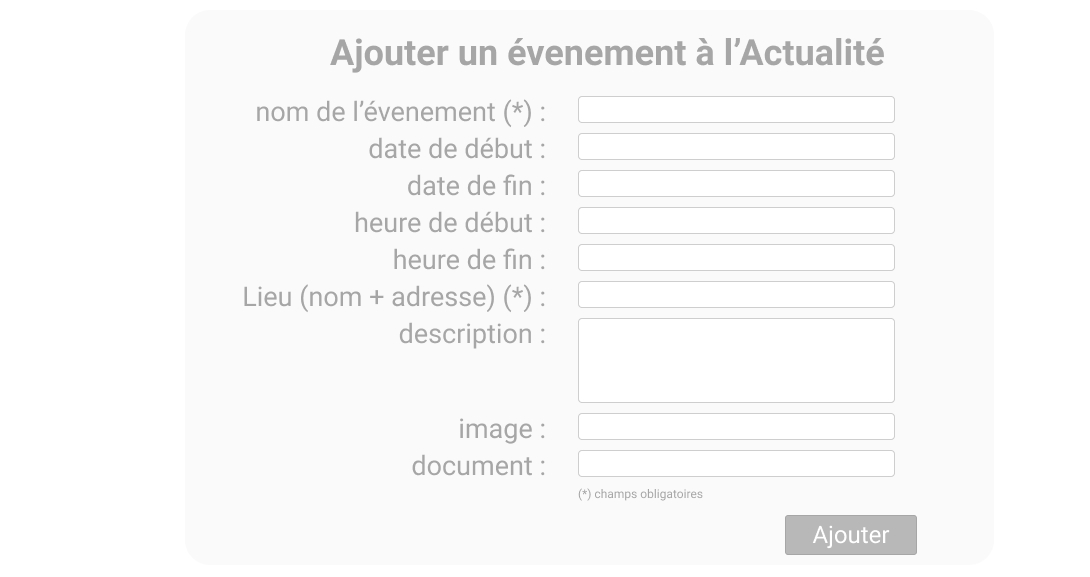 Ajouter un évenement à l’Actualité
nom de l’évenement (*) :
date de début :
date de fin :
heure de début :
heure de fin :
Lieu (nom + adresse) (*) :
description :
image :
document :
(*) champs obligatoires
Ajouter